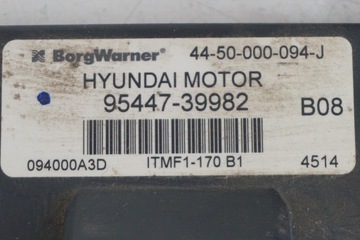 BorgWarner 44-50-000-094-J
HYUNDAI MOTOR
95447-39982 B08
094000A3D ITMF1-170 B1 4514